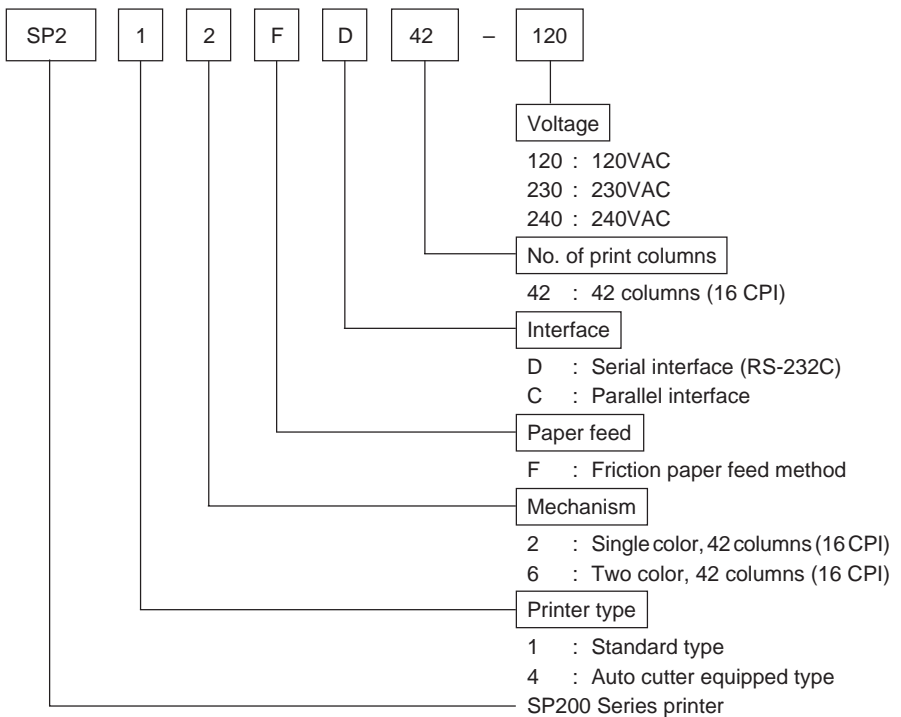 SP2 1 2 F D 42 – 120
Voltage
120 : 120VAC
230 : 230VAC
240 : 240VAC
No. of print columns
42 : 42 columns (16 CPI)
Interface
D : Serial interface (RS-232C)
C : Parallel interface
Paper feed
F : Friction paper feed method
Mechanism
2 : Single color, 42 columns (16 CPI)
6 : Two color, 42 columns (16 CPI)
Printer type
1 : Standard type
4 : Auto cutter equipped type
SP200 Series printer